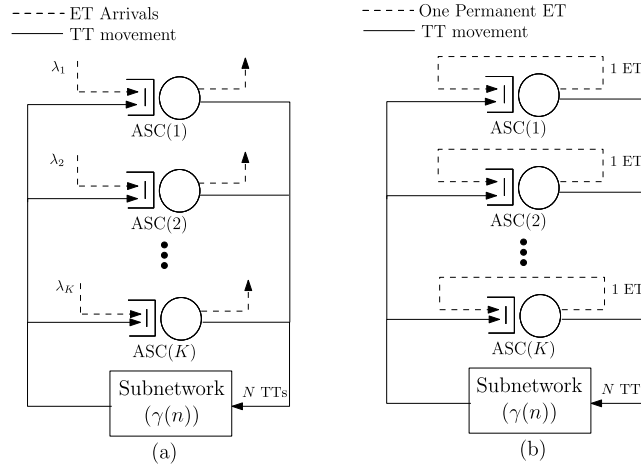 ET Arrivals
TT movement
λ1
ASC(1)
λ2
ASC(2)
λK
ASC(K)
N TTs
Subnetwork
(γ(n))
(a)
One Permanent ET
TT movement
1 ET
ASC(1)
1 ET
ASC(2)
1 ET
ASC(K)
N TT
Subnetwork
(γ(n))
(b)